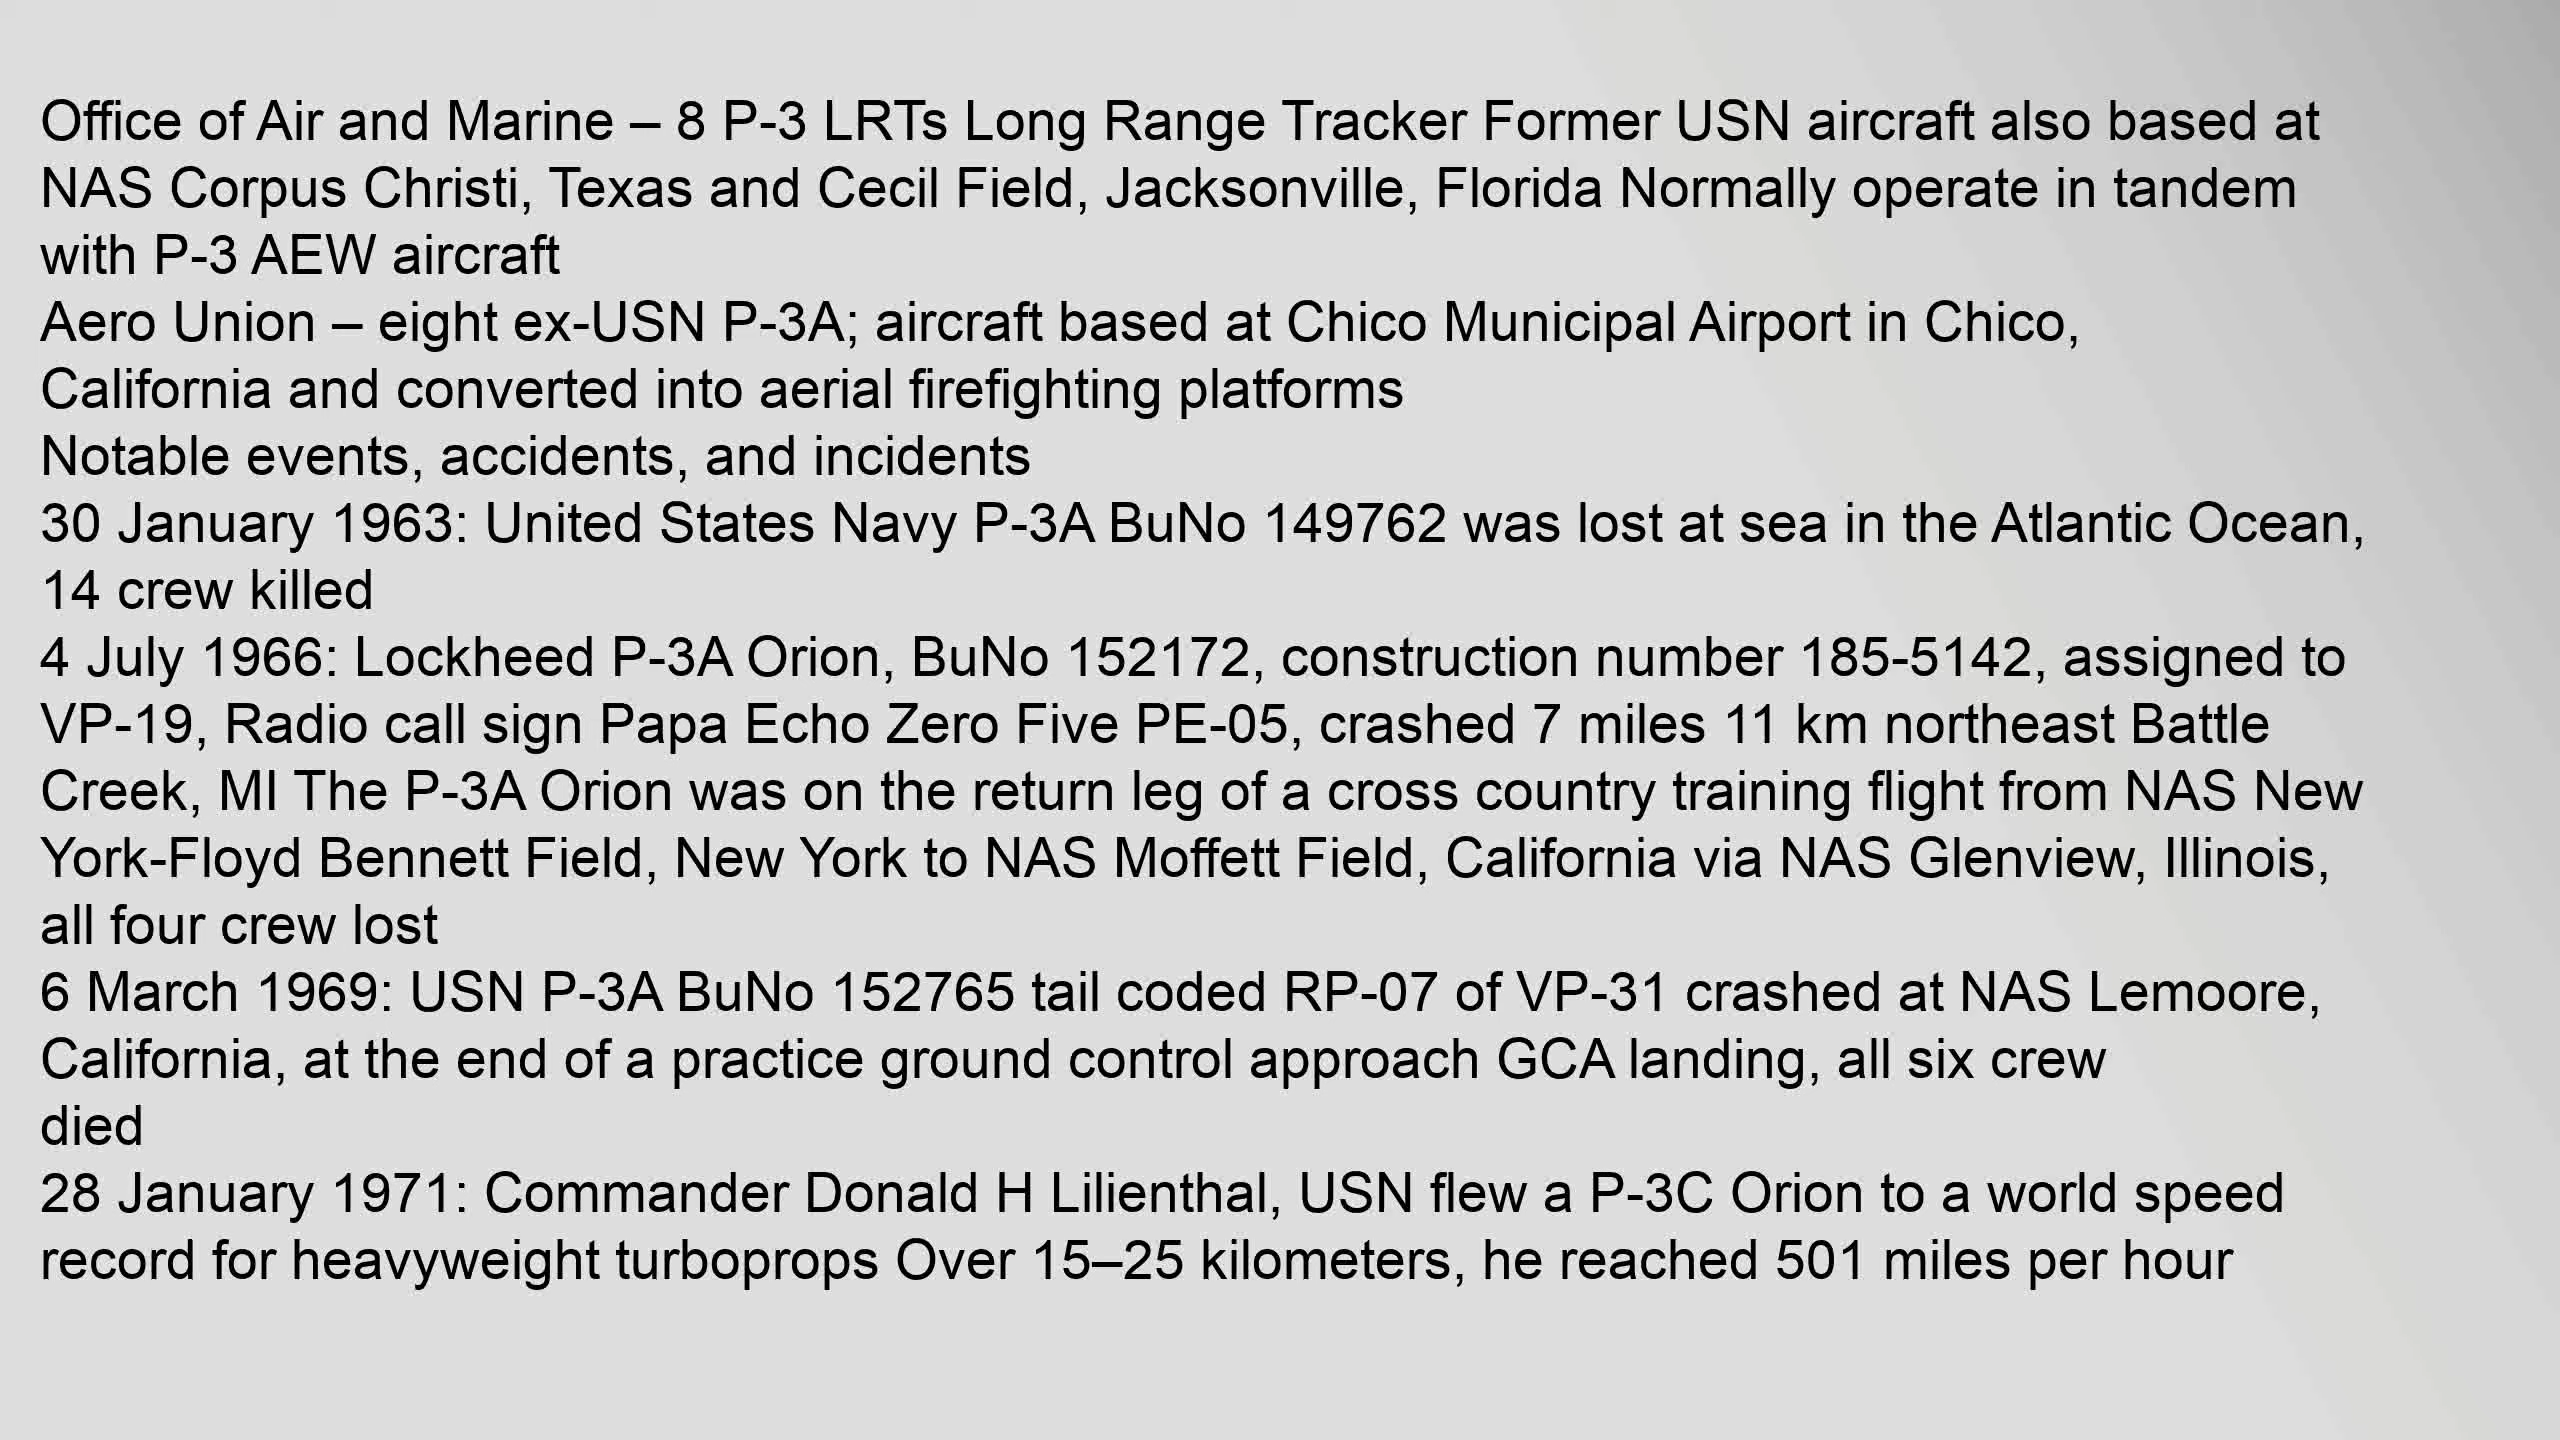 Office of Air and Marine – 8 P-3 LRTs Long Range Tracker Former USN aircraft also based at
NAS Corpus Christi, Texas and Cecil Field, Jacksonville, Florida Normally operate in tandem
with P-3 AEW aircraft
Aero Union – eight ex-USN P-3A; aircraft based at Chico Municipal Airport in Chico,
California and converted into aerial firefighting platforms
Notable events, accidents, and incidents
30 January 1963: United States Navy P-3A BuNo 149762 was lost at sea in the Atlantic Ocean,
14 crew killed
4 July 1966: Lockheed P-3A Orion, BuNo 152172, construction number 185-5142, assigned to
VP-19, Radio call sign Papa Echo Zero Five PE-05, crashed 7 miles 11 km northeast Battle
Creek, MI The P-3A Orion was on the return leg of a cross country training flight from NAS New
York-Floyd Bennett Field, New York to NAS Moffett Field, California via NAS Glenview, Illinois,
all four crew lost
6 March 1969: USN P-3A BuNo 152765 tail coded RP-07 of VP-31 crashed at NAS Lemoore,
California, at the end of a practice ground control approach GCA landing, all six crew
died
28 January 1971: Commander Donald H Lilienthal, USN flew a P-3C Orion to a world speed
record for heavyweight turboprops Over 15–25 kilometers, he reached 501 miles per hour